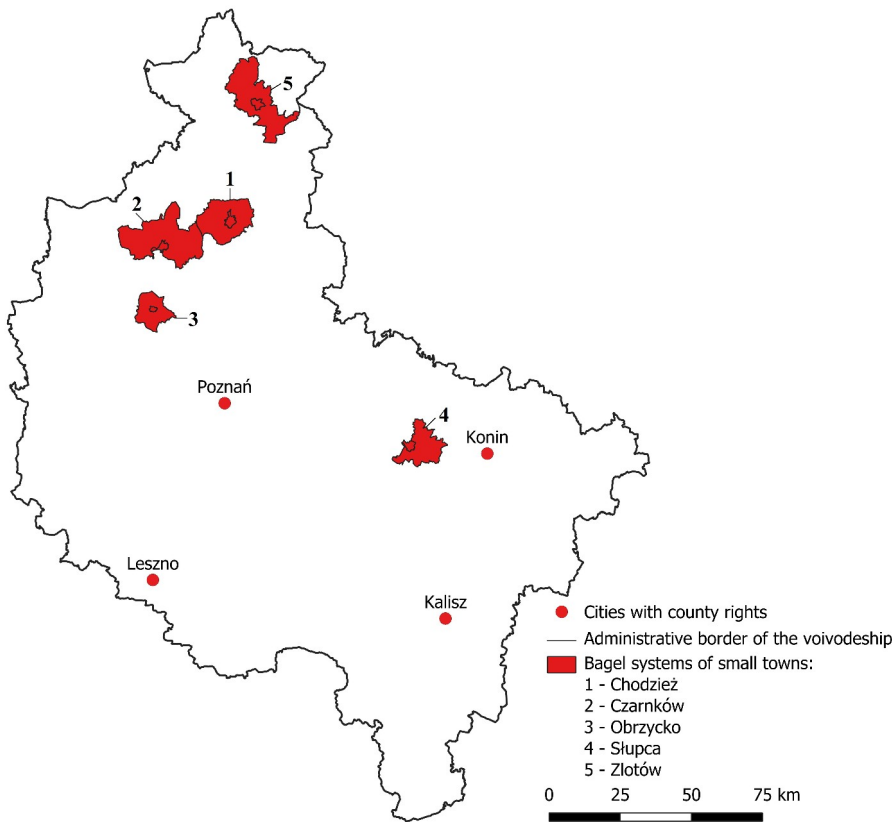 5
1
2
3
Poznań
4
Konin
Leszno
Kalisz
Cities with county rights
Administrative border of the voivodeship
Bagel systems of small towns:
1 - Chodzież
2 - Czarnków
3 - Obrzycko
4 - Słupca
5 - Zlotów
0 25 50 75 km